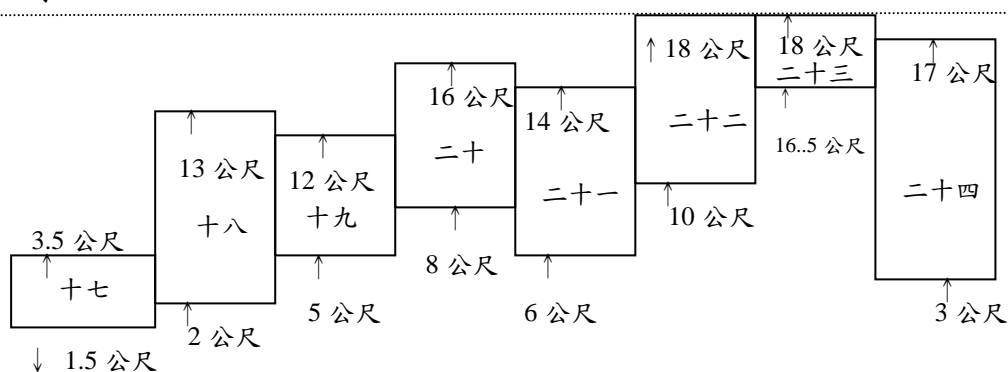 18 公尺
18 公尺
17 公尺
二十三
16 公尺
14 公尺
二十二
16..5 公尺
二十
13 公尺
12 公尺
二十一
二十四
十八
十九
10 公尺
3.5 公尺
8 公尺
十七
5 公尺
6 公尺
3 公尺
2 公尺
1.5 公尺